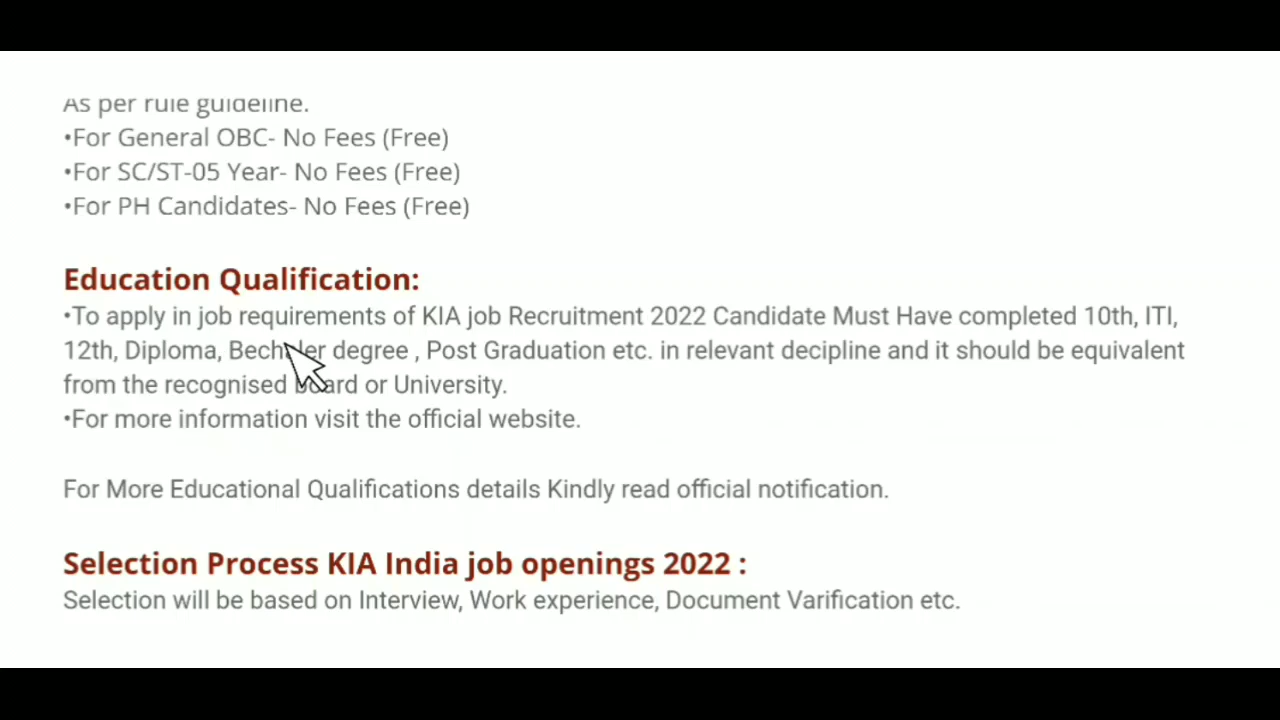 As per rule guideline.
•For General OBC- No Fees (Free)
•For SC/ST-05 Year- No Fees (Free)
•For PH Candidates- No Fees (Free)
Education Qualification:
•To apply in job requirements of KIA job Recruitment 2022 Candidate Must Have completed 10th, ITI,
12th, Diploma, degree , Post Graduation etc. in relevant decipline and it should be equivalent
from the recognised board or University.
•For more information visit the official website.
For More Educational Qualifications details Kindly read official notification.
Selection Process KIA India job openings 2022 :
Selection will be based on Interview, Work experience, Document Varification etc.